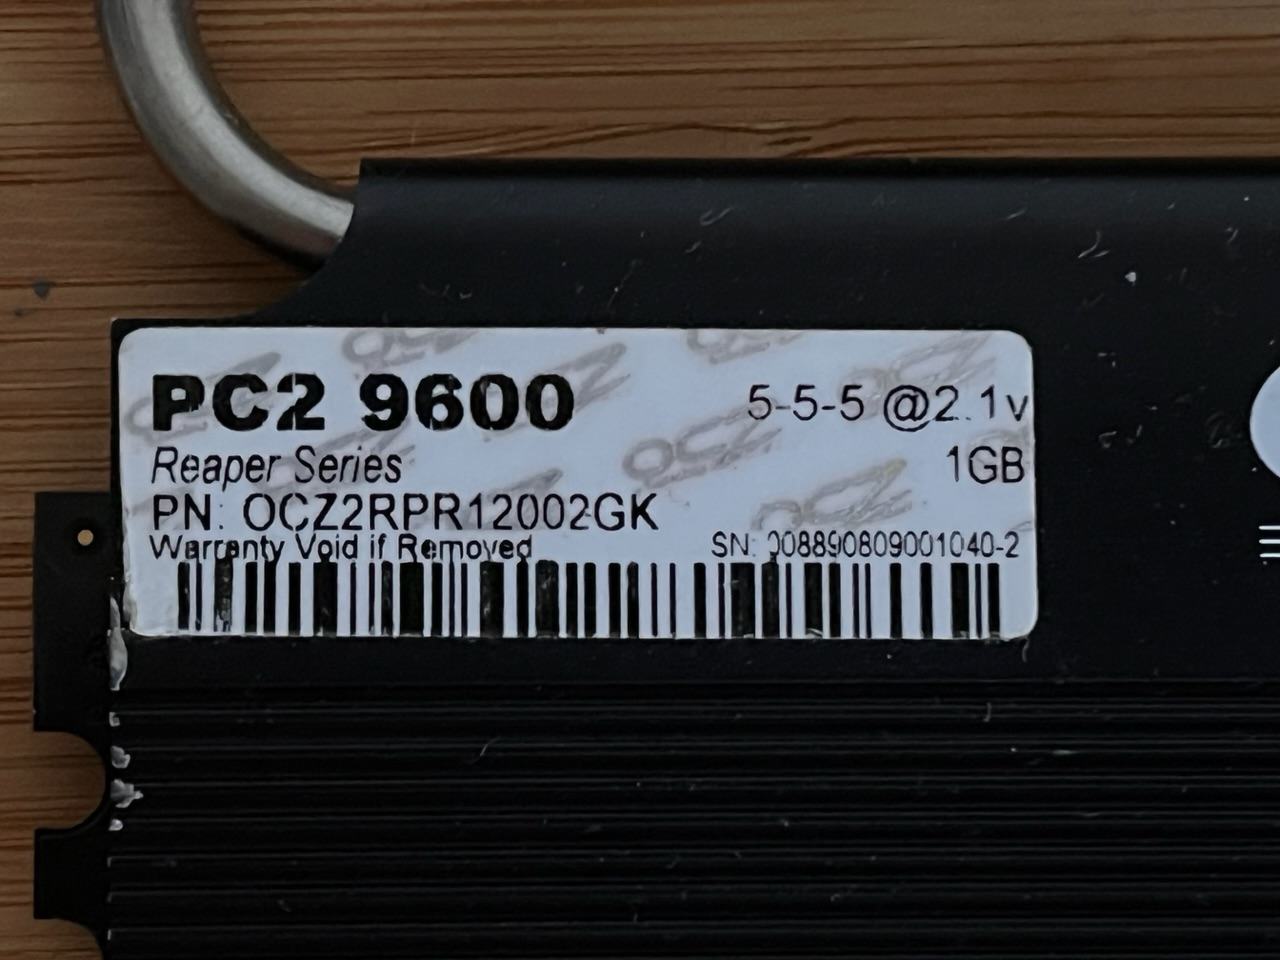 PC2 9600 5-5-5 @2.1v
Reaper Series 1GB
PN: OCZ2RPR12002GK
Warranty Void if Removed SN: 008890809001040-2